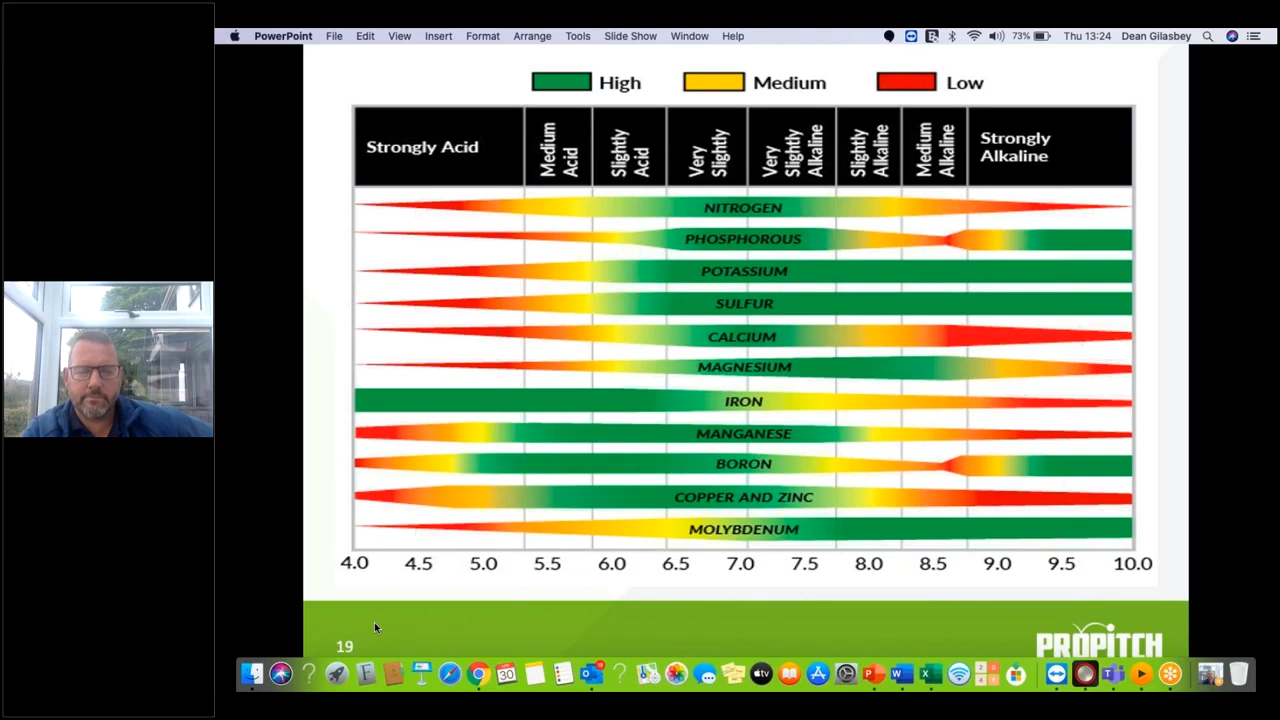 PowerPoint File Edit View Insert Format Arrange Tools Slide Show Window Help 73% Thu 13:24 Dean Gilasbey
High Medium Low
Strongly Acid
Medium
Acid
Slightly
Acid
Very
Slightly
Very
Slightly
Alkaline
Slightly
Alkaline
Medium
Alkaline
Strongly
Alkaline
NITROGEN
PHOSPHOROUS
POTASSIUM
SULFUR
CALCIUM
MAGNESIUM
IRON
MANGANESE
BORON
COPPER AND ZINC
MOLYBDENUM
4.0 4.5 5.0 5.5 6.0 6.5 7.0 7.5 8.0 8.5 9.0 9.5 10.0
19
PROPITCH
30
tv